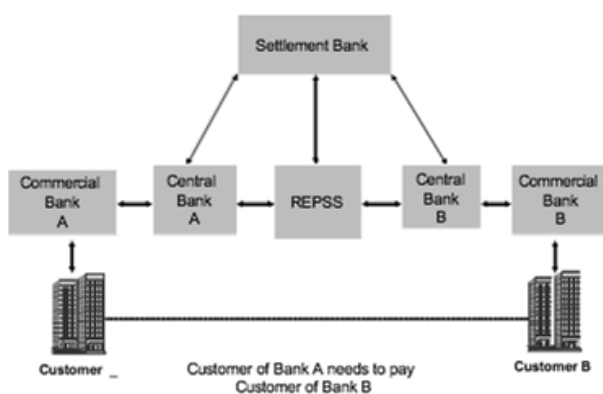 Settlement Bank
Commercial
Bank
A
Central
Bank
A
REPSS
Central
Bank
B
Commercial
Bank
B
Customer _
Customer B
Customer of Bank A needs to pay
Customer of Bank B